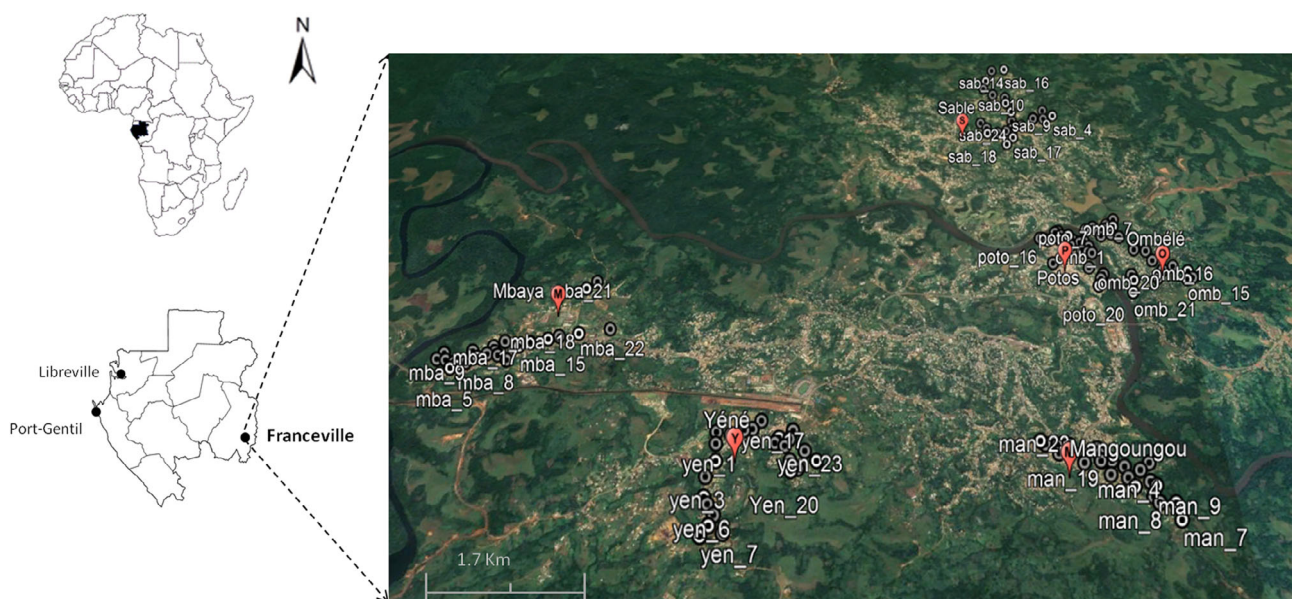 N
Libreville
Port-Gentil
Franceville
sab_14
sab_16
sab_10
Sable
S
sab_9
sab_4
sab_24
sab_18
sab_17
omb_7
poto_7
Ombélé
P
O
poto_16
omb_1
Potos
omb_16
omb_20
omb_15
omb_21
poto_20
Mbaya
M
mba_21
mba_18
mba_22
mba_17
mba_15
mba_9
mba_8
mba_5
Yéné
Y
yen_17
yen_1
yen_23
yen_3
Yen_20
yen_6
yen_7
Mangoungou
man_19
man_4
man_9
man_8
man_7
1.7 Km